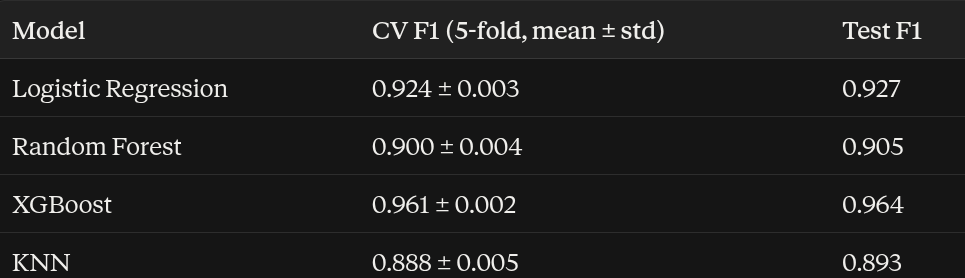 Model CV F1 (5-fold, mean ± std) Test F1
Logistic Regression 0.924 ± 0.003 0.927
Random Forest 0.900 ± 0.004 0.905
XGBoost 0.961 ± 0.002 0.964
KNN 0.888 ± 0.005 0.893